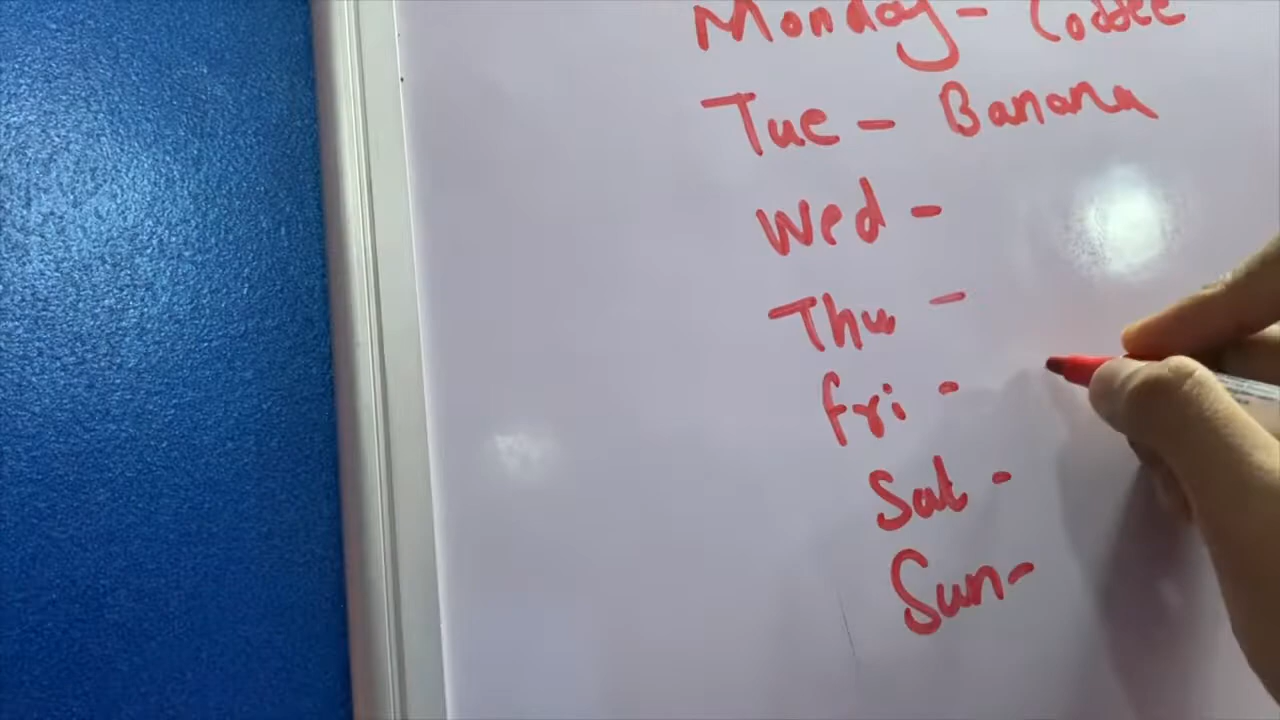 Monday - Coffee
Tue - Banana
Wed -
Thu -
Fri -
Sat -
Sun-